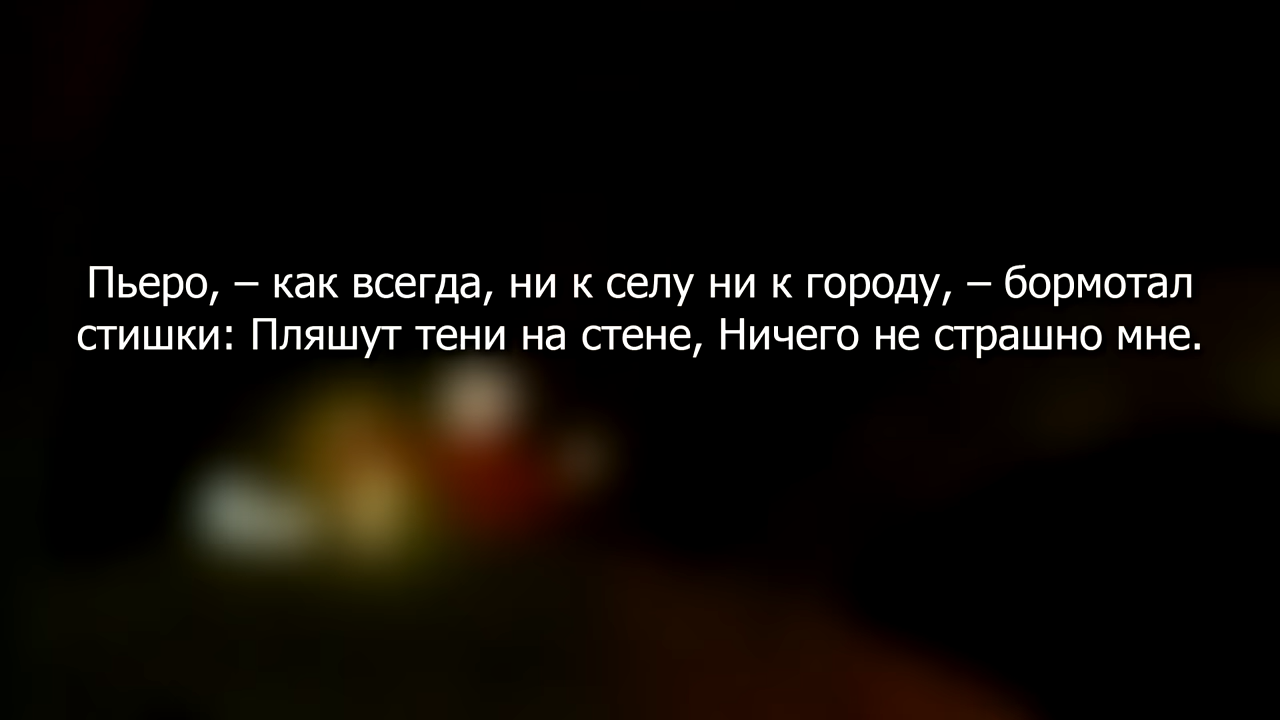 Пьеро, – как всегда, ни к селу ни к городу, – бормотал
стишки: Пляшут тени на стене, Ничего не страшно мне.